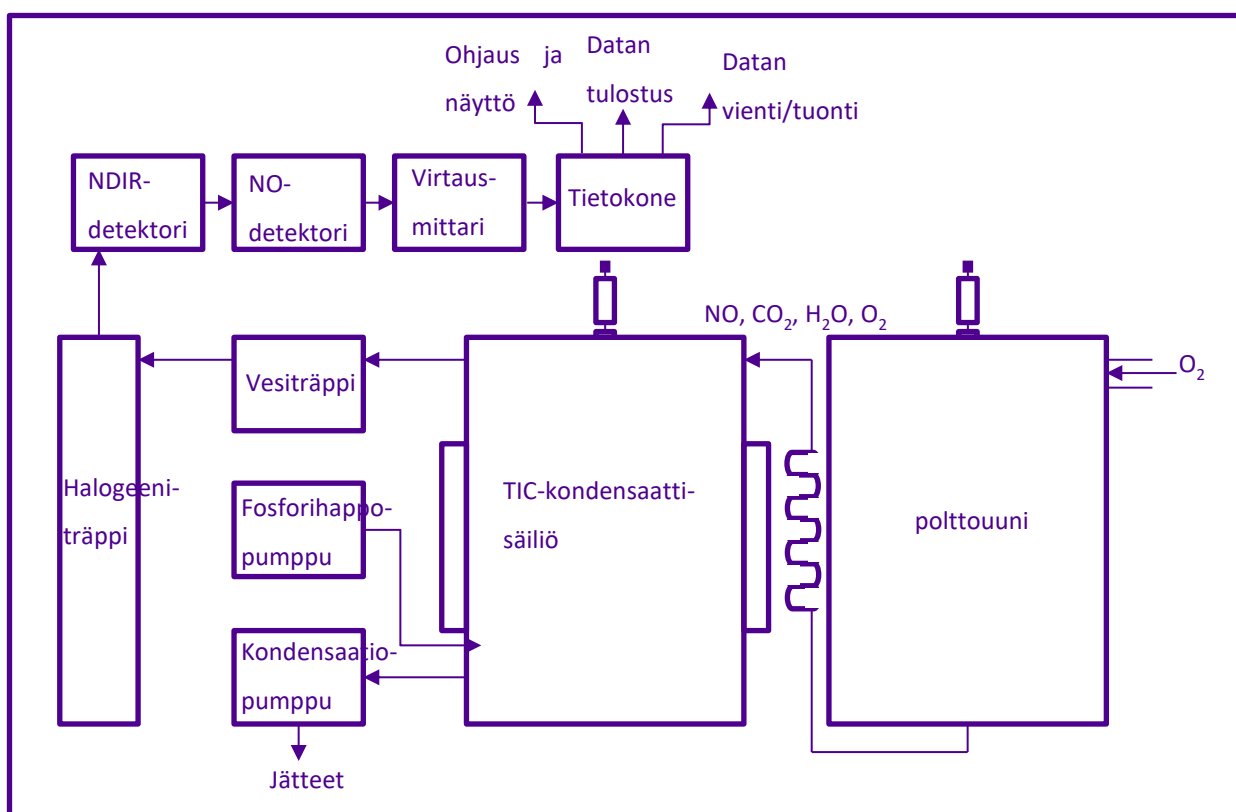 Ohjaus ja
näyttö
Datan
tulostus
Datan
vienti/tuonti
NDIR-
detektori
NO-
detektori
Virtaus-
mittari
Tietokone
NO, CO₂, H₂O, O₂
O₂
Vesiträppi
Halogeeni-
träppi
Fosforihappo-
pumppu
TIC-kondensaatti-
säiliö
polttouuni
Kondensaatio-
pumppu
Jätteet